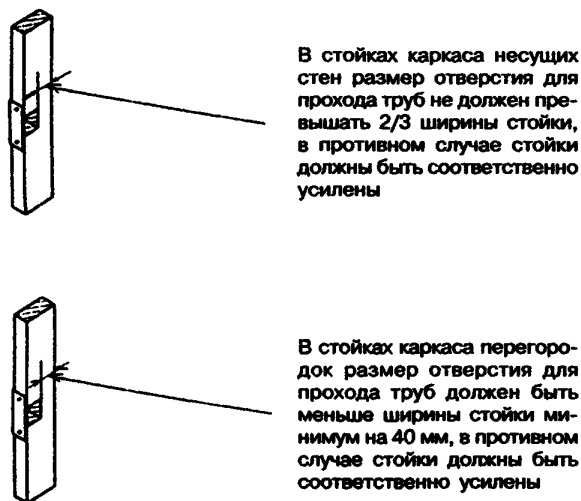 В стойках каркаса несущих
стен размер отверстия для
прохода труб не должен пре-
вышать 2/3 ширины стойки,
в противном случае стойки
должны быть соответственно
усилены
В стойках каркаса перегоро-
док размер отверстия для
прохода труб должен быть
меньше ширины стойки ми-
нимум на 40 мм, в противном
случае стойки должны быть
соответственно усилены